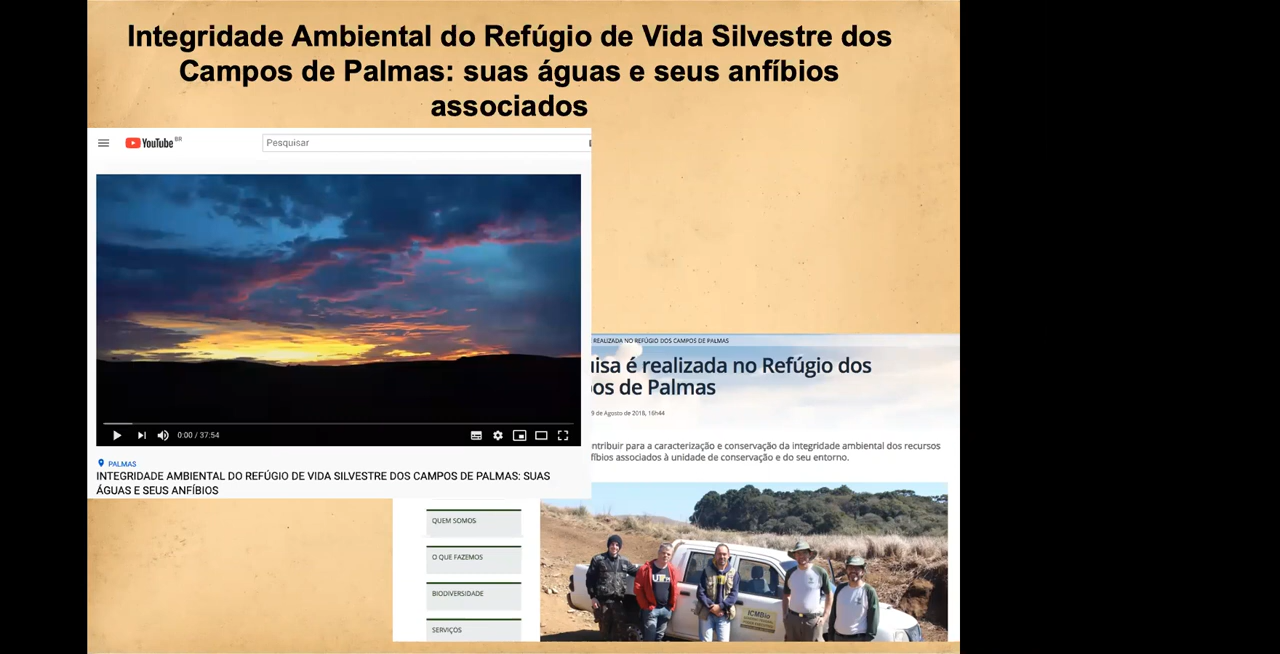 Integridade Ambiental do Refúgio de Vida Silvestre dos
Campos de Palmas: suas águas e seus anfíbios
associados
YouTube BR
Pesquisar
0:00 / 37:54
PALMAS
INTEGRIDADE AMBIENTAL DO REFÚGIO DE VIDA SILVESTRE DOS CAMPOS DE PALMAS: SUAS
ÁGUAS E SEUS ANFÍBIOS
REALIZADA NO REFÚGIO DOS CAMPOS DE PALMAS
uisa é realizada no Refúgio dos
os de Palmas
9 de Agosto de 2018, 16h44
ntribuir para a caracterização e conservação da integridade ambiental dos recursos
fíbios associados à unidade de conservação e do seu entorno.
QUEM SOMOS
O QUE FAZEMOS
BIODIVERSIDADE
SERVIÇOS
ICMBio